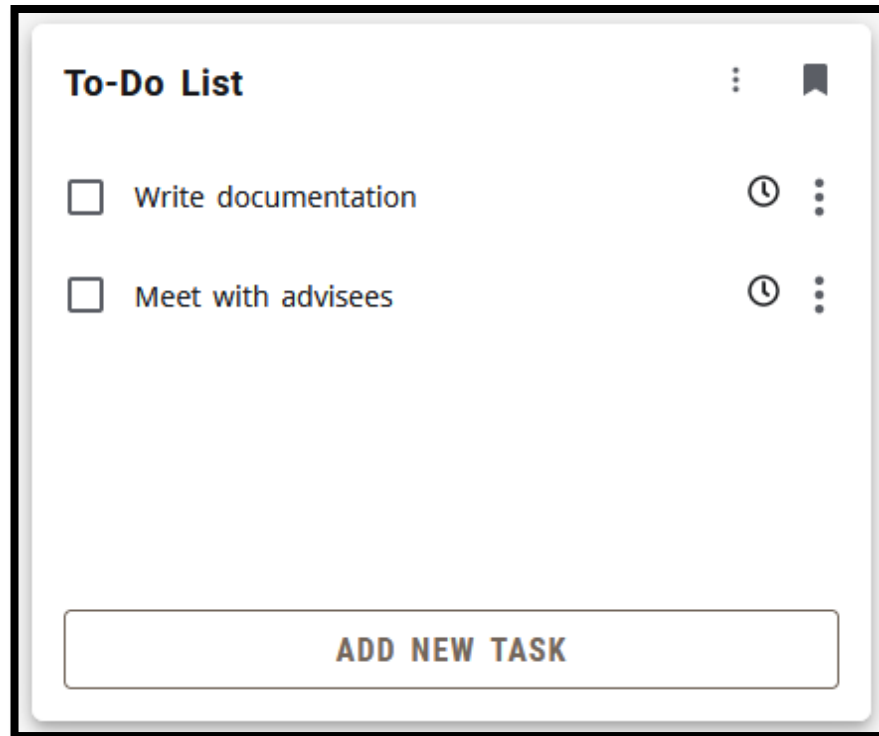 To-Do List
Write documentation
Meet with advisees
ADD NEW TASK